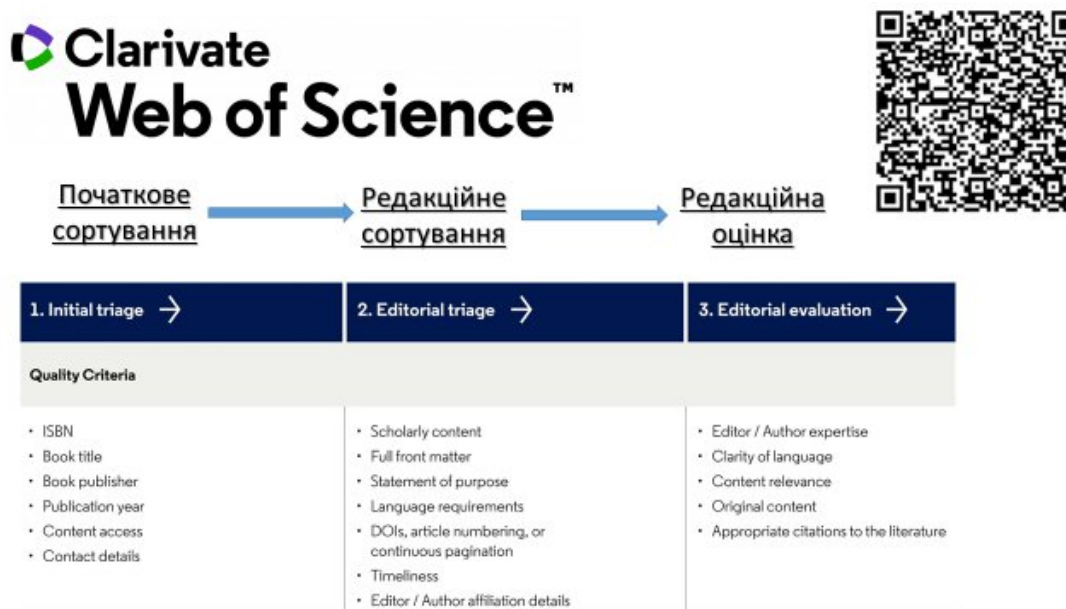 Clarivate
Web of Science™
Початкове
сортування
Редакційне
сортування
Редакційна
оцінка
1. Initial triage →
2. Editorial triage →
3. Editorial evaluation →
Quality Criteria
• ISBN
• Book title
• Book publisher
• Publication year
• Content access
• Contact details
• Scholarly content
• Full front matter
• Statement of purpose
• Language requirements
• DOIs, article numbering, or
continuous pagination
• Timeliness
• Editor / Author affiliation details
• Editor / Author expertise
• Clarity of language
• Content relevance
• Original content
• Appropriate citations to the literature